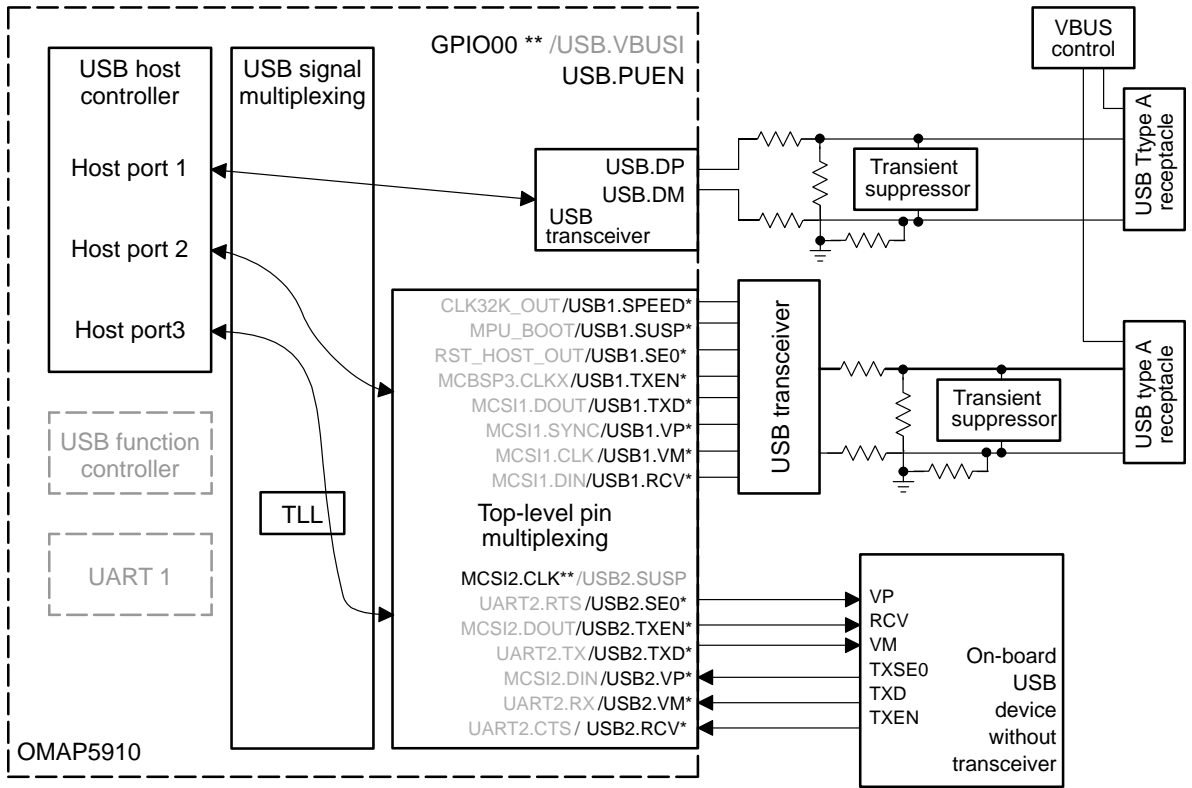 GPIO00 ** /USB.VBUSI
USB.PUEN
VBUS
control
USB host
controller
USB signal
multiplexing
Host port 1
Host port 2
Host port3
USB.DP
USB.DM
USB
transceiver
Transient
suppressor
USB Ttype A
receptacle
CLK32K_OUT/USB1.SPEED*
MPU_BOOT/USB1.SUSP*
RST_HOST_OUT/USB1.SE0*
MCBSP3.CLKX/USB1.TXEN*
MCSI1.DOUT/USB1.TXD*
MCSI1.SYNC/USB1.VP*
MCSI1.CLK /USB1.VM*
MCSI1.DIN/USB1.RCV*
USB transceiver
Transient
suppressor
USB type A
receptacle
USB function
controller
TLL
UART 1
Top-level pin
multiplexing
MCSI2.CLK**/USB2.SUSP
UART2.RTS /USB2.SE0*
MCSI2.DOUT/USB2.TXEN*
UART2.TX/USB2.TXD*
MCSI2.DIN /USB2.VP*
UART2.RX/USB2.VM*
UART2.CTS/ USB2.RCV*
VP
RCV
VM
TXSE0
TXD
TXEN
On-board
USB
device
without
transceiver
OMAP5910